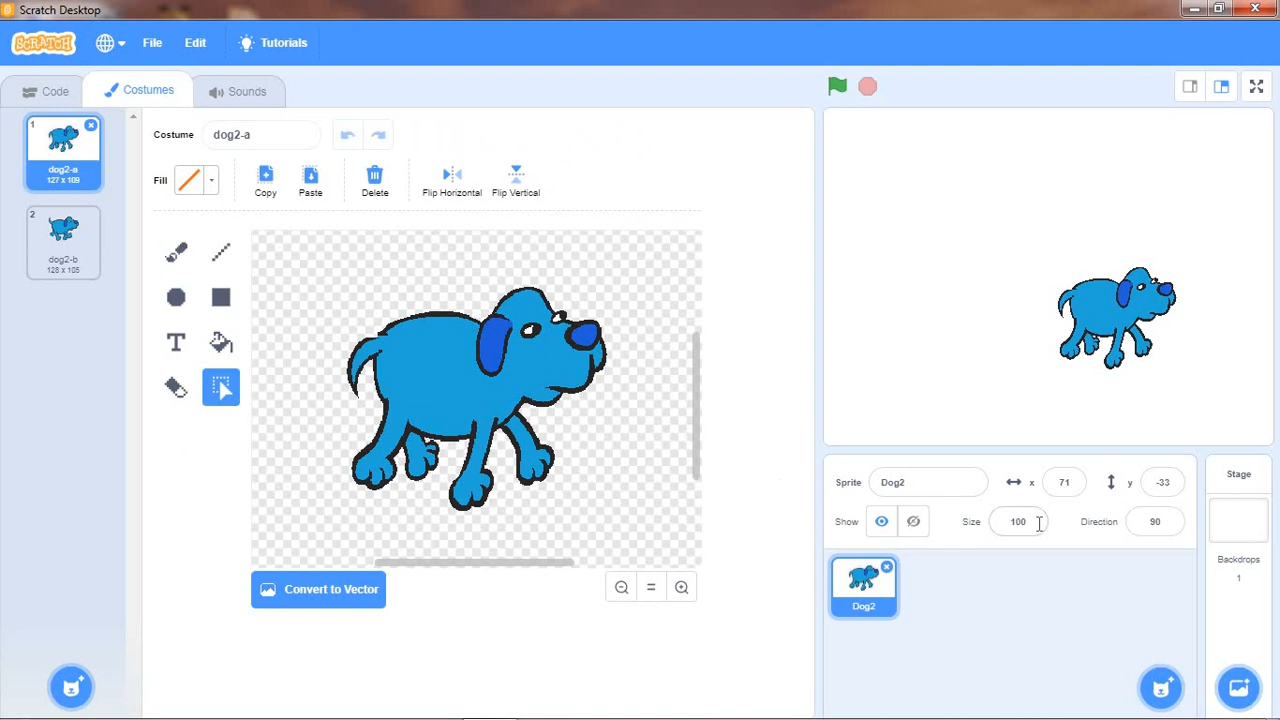 Scratch Desktop
SCRATCH File Edit Tutorials
Code Costumes Sounds
1
dog2-a
127 x 109
2
dog2-b
128 x 105
Costume dog2-a
Fill Copy Paste Delete Flip Horizontal Flip Vertical
T
Convert to Vector
Sprite Dog2 x 71 y -33
Show Size 100 Direction 90
Dog2
Stage
Backdrops
1